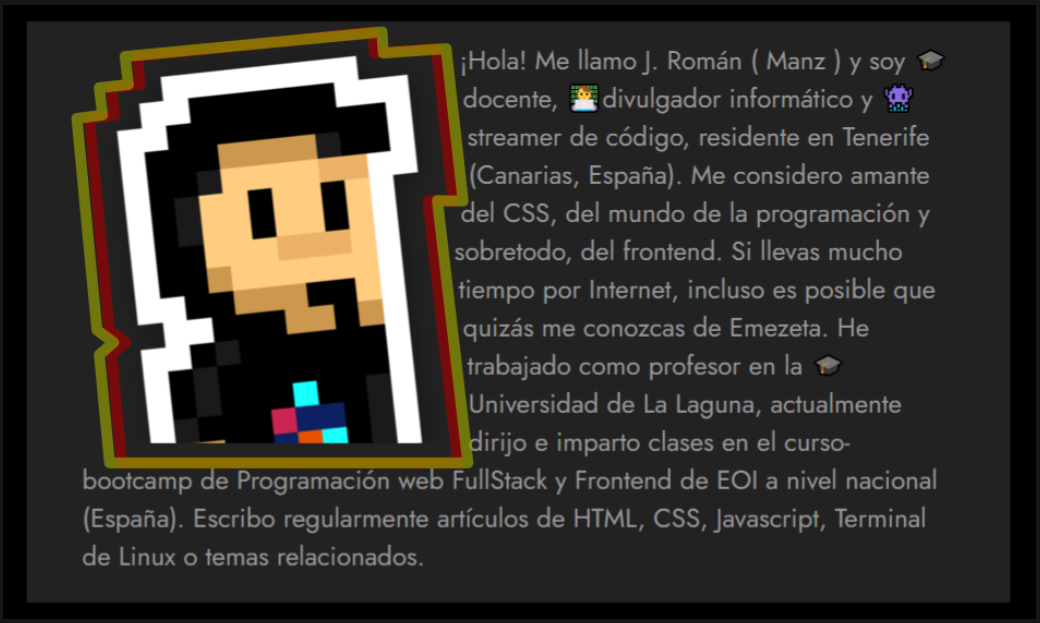 ¡Hola! Me llamo J. Román ( Manz ) y soy 🎓
docente, 👨‍💻 divulgador informático y 👾
streamer de código, residente en Tenerife
(Canarias, España). Me considero amante
del CSS, del mundo de la programación y
sobretodo, del frontend. Si llevas mucho
tiempo por Internet, incluso es posible que
quizás me conozcas de Emezeta. He
trabajado como profesor en la 🎓
Universidad de La Laguna, actualmente
dirijo e imparto clases en el curso-
bootcamp de Programación web FullStack y Frontend de EOI a nivel nacional
(España). Escribo regularmente artículos de HTML, CSS, Javascript, Terminal
de Linux o temas relacionados.